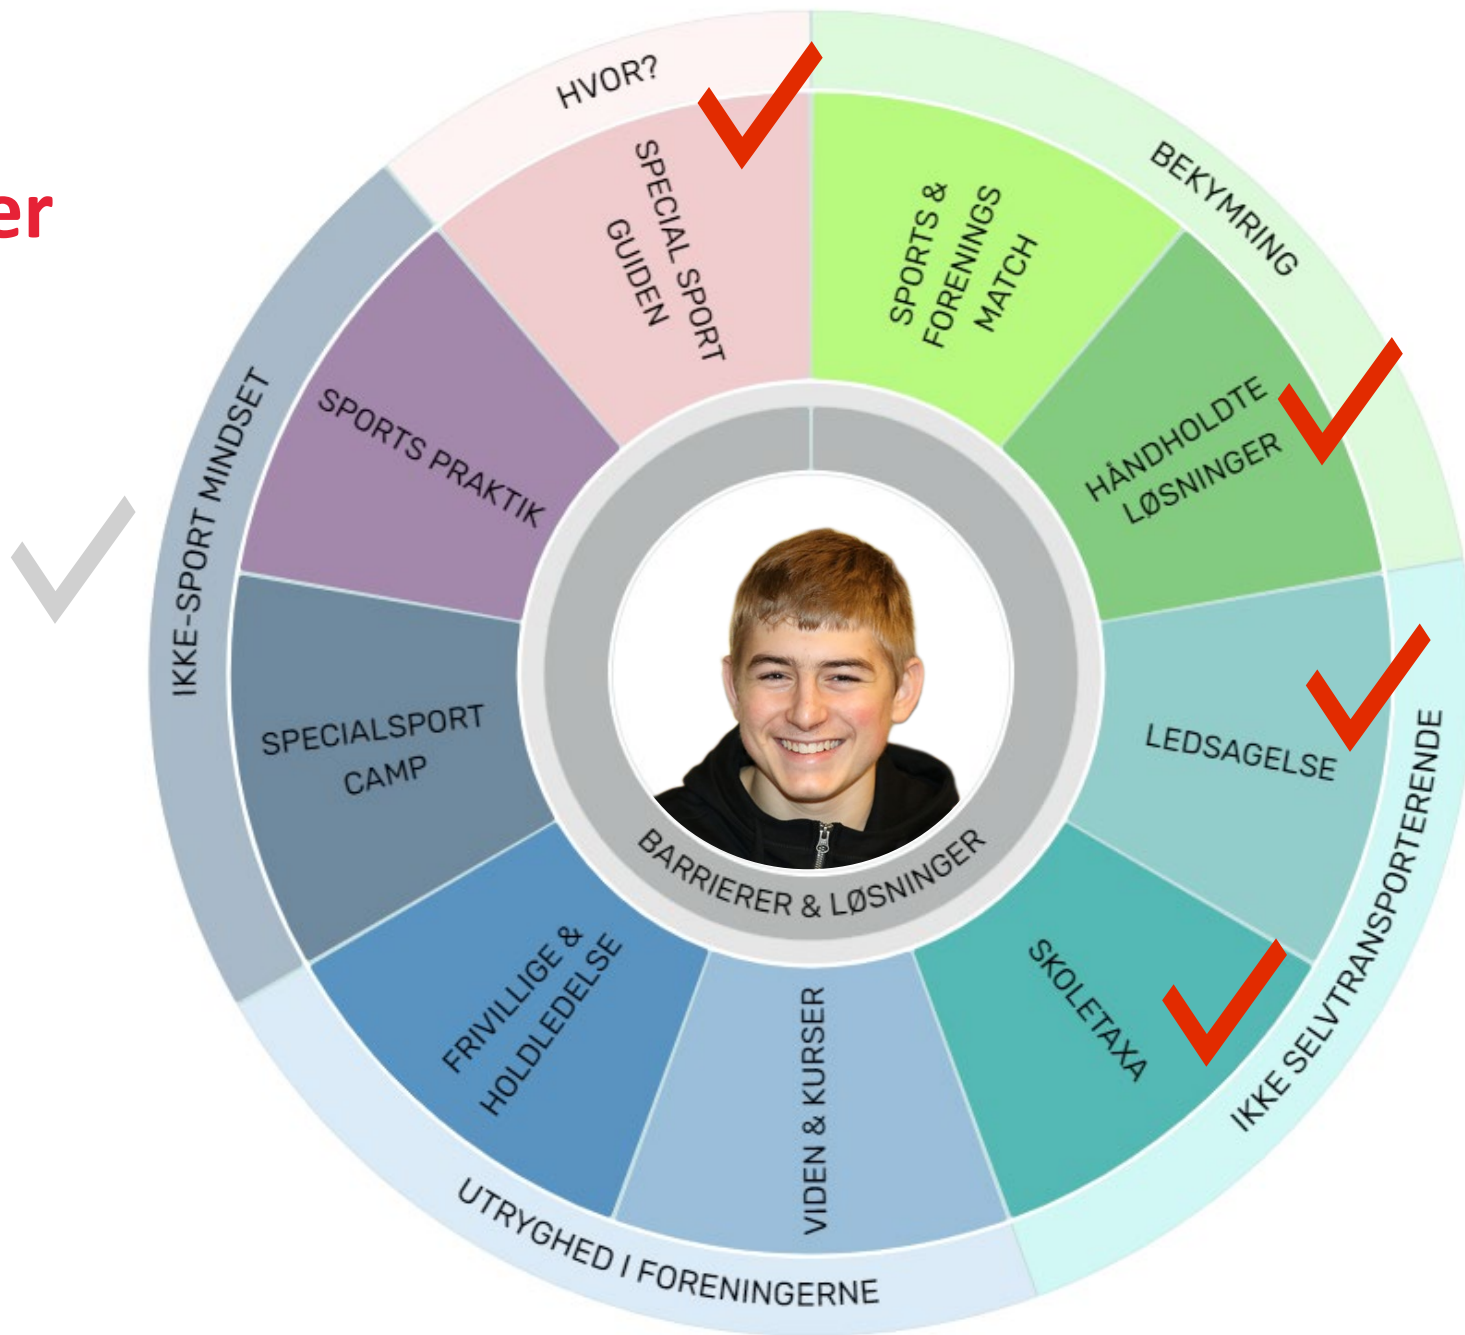 er
HVOR?
SPECIAL SPORT
GUIDEN
BEKYMRING
SPORTS &
FORENINGS
MATCH
HÅNDHOLDTE
LØSNINGER
IKKE SELVTRANSPORTERENDE
LEDSAGELSE
SKOLETAXA
UTRYGHED I FORENINGERNE
VIDEN & KURSER
FRIVILLIGE &
HOLDLEDELSE
IKKE-SPORT MINDSET
SPECIALSPORT
CAMP
SPORTS PRAKTIK
BARRIERER & LØSNINGER